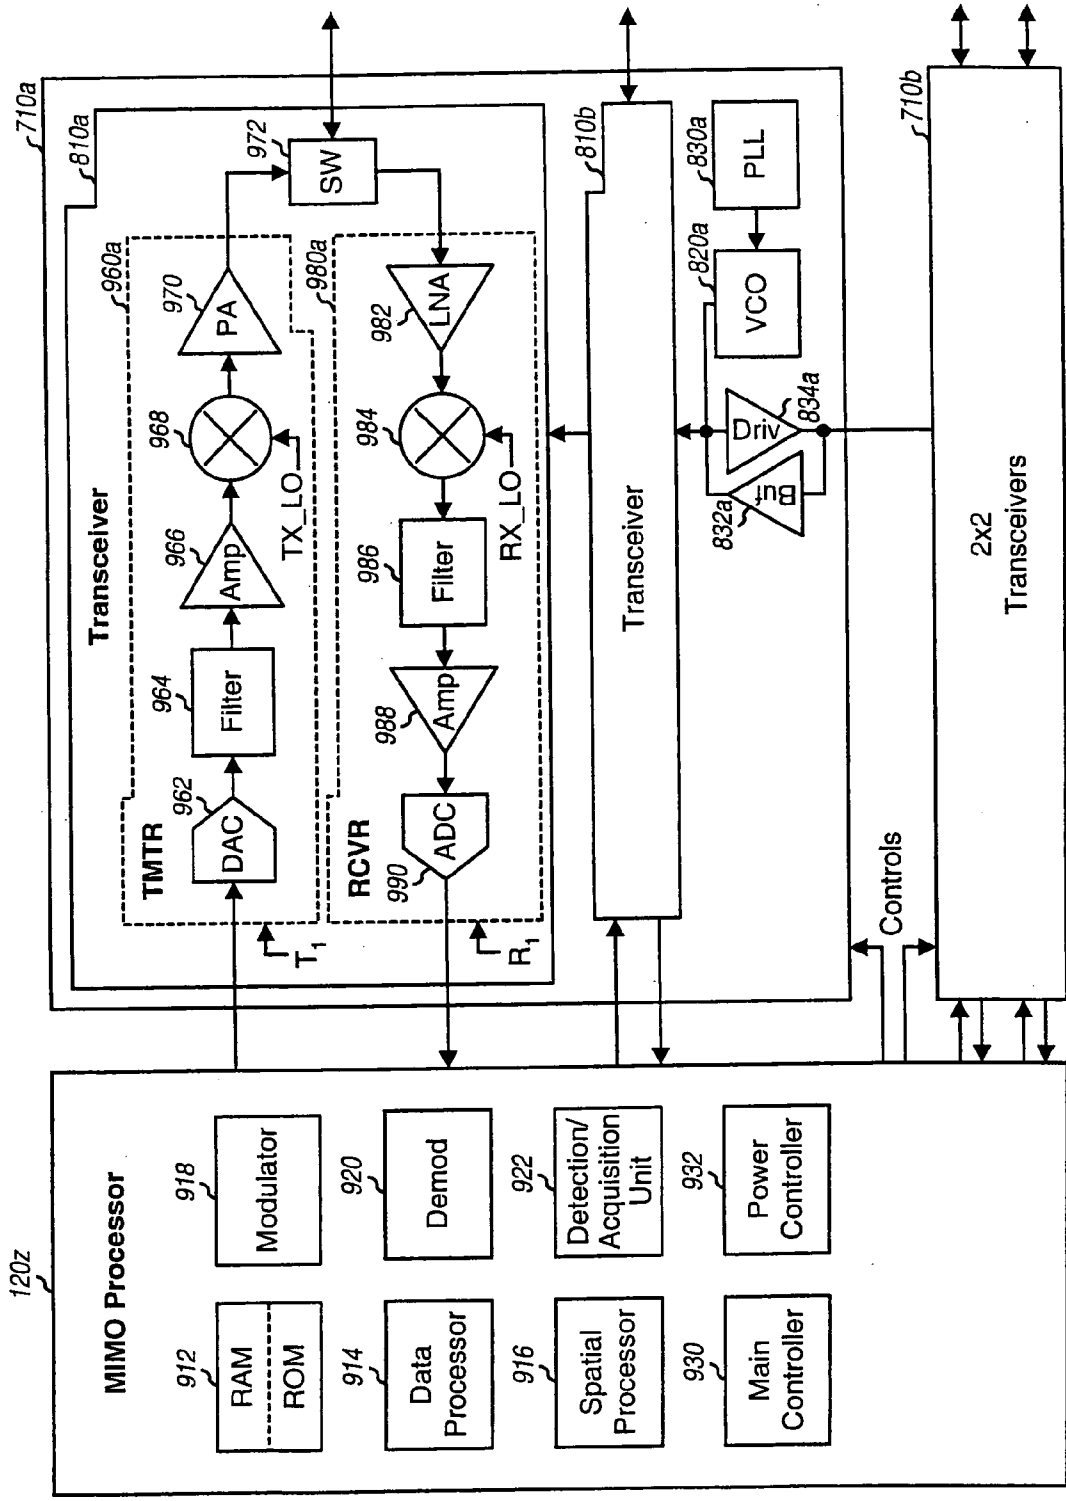 120z
MIMO Processor
912
RAM
ROM
918
Modulator
914
Data
Processor
920
Demod
916
Spatial
Processor
922
Detection/
Acquisition
Unit
930
Main
Controller
932
Power
Controller
710a
810a
Transceiver
960a
TMTR
962
DAC
964
Filter
966
Amp
968
TX_LO
970
PA
972
SW
T1
980a
RCVR
982
LNA
984
RX_LO
986
Filter
988
Amp
990
ADC
R1
810b
Transceiver
830a
PLL
820a
VCO
834a
Driv
832a
Buf
Controls
710b
2x2
Transceivers